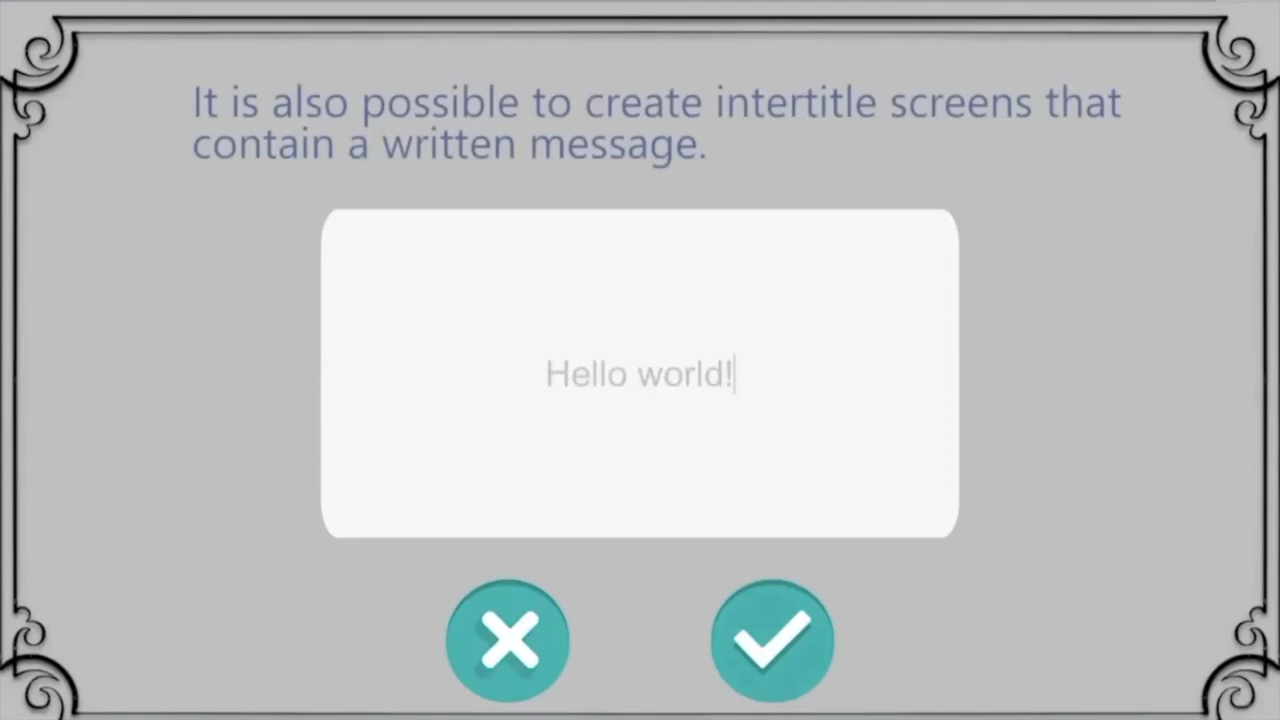 It is also possible to create intertitle screens that
contain a written message.
Hello world!